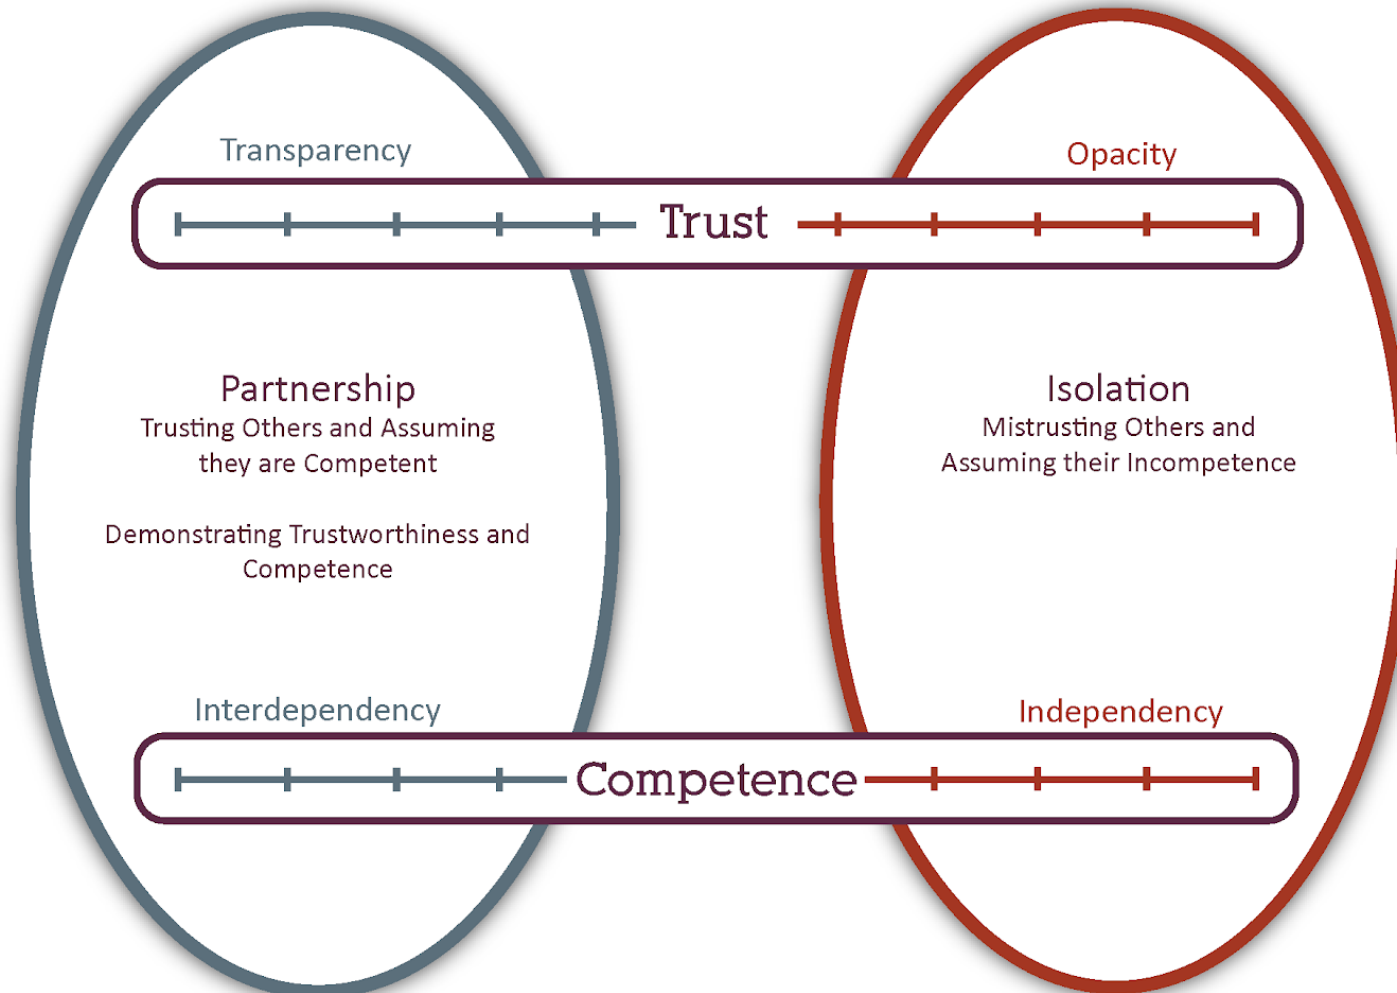 Transparency
Opacity
Trust
Partnership
Trusting Others and Assuming
they are Competent
Demonstrating Trustworthiness and
Competence
Isolation
Mistrusting Others and
Assuming their Incompetence
Interdependency
Independency
Competence